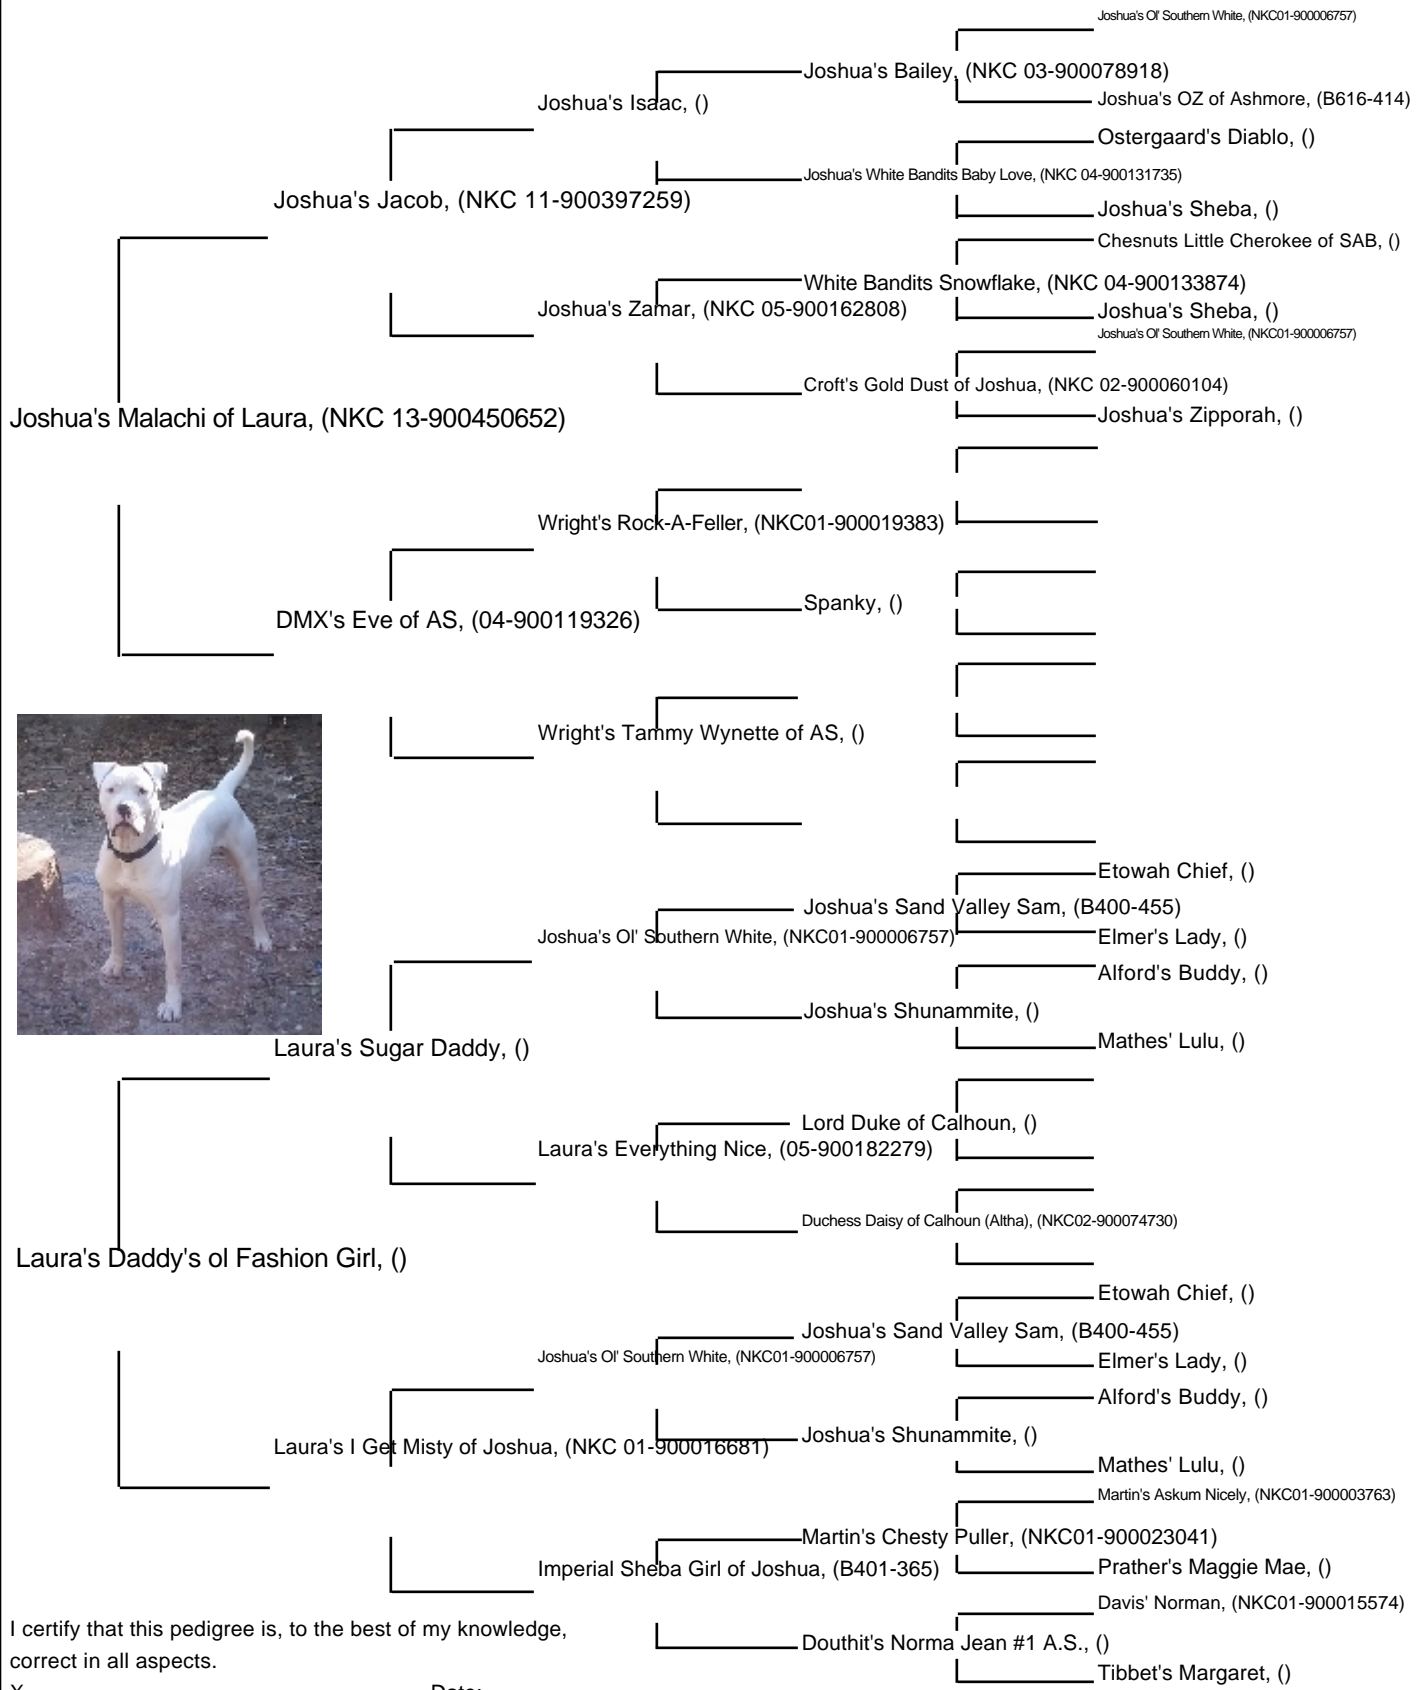 Joshua's Ol' Southern White, (NKC01-900006757)
Joshua's Bailey, (NKC 03-900078918)
Joshua's Isaac, ()
Joshua's OZ of Ashmore, (B616-414)
Ostergaard's Diablo, ()
Joshua's White Bandits Baby Love, (NKC 04-900131735)
Joshua's Jacob, (NKC 11-900397259)
Joshua's Sheba, ()
Chesnuts Little Cherokee of SAB, ()
White Bandits Snowflake, (NKC 04-900133874)
Joshua's Zamar, (NKC 05-900162808)
Joshua's Sheba, ()
Joshua's Ol' Southern White, (NKC01-900006757)
Croft's Gold Dust of Joshua, (NKC 02-900060104)
Joshua's Malachi of Laura, (NKC 13-900450652)
Joshua's Zipporah, ()
Wright's Rock-A-Feller, (NKC01-900019383)
Spanky, ()
DMX's Eve of AS, (04-900119326)
Wright's Tammy Wynette of AS, ()
Etowah Chief, ()
Joshua's Sand Valley Sam, (B400-455)
Joshua's Ol' Southern White, (NKC01-900006757)
Elmer's Lady, ()
Alford's Buddy, ()
Joshua's Shunammite, ()
Laura's Sugar Daddy, ()
Mathes' Lulu, ()
Lord Duke of Calhoun, ()
Laura's Everything Nice, (05-900182279)
Duchess Daisy of Calhoun (Altha), (NKC02-900074730)
Laura's Daddy's ol Fashion Girl, ()
Etowah Chief, ()
Joshua's Sand Valley Sam, (B400-455)
Joshua's Ol' Southern White, (NKC01-900006757)
Elmer's Lady, ()
Alford's Buddy, ()
Joshua's Shunammite, ()
Laura's I Get Misty of Joshua, (NKC 01-900016681)
Mathes' Lulu, ()
Martin's Askum Nicely, (NKC01-900003763)
Martin's Chesty Puller, (NKC01-900023041)
Imperial Sheba Girl of Joshua, (B401-365)
Prather's Maggie Mae, ()
Davis' Norman, (NKC01-900015574)
Douthit's Norma Jean #1 A.S., ()
Tibbet's Margaret, ()
I certify that this pedigree is, to the best of my knowledge,
correct in all aspects.